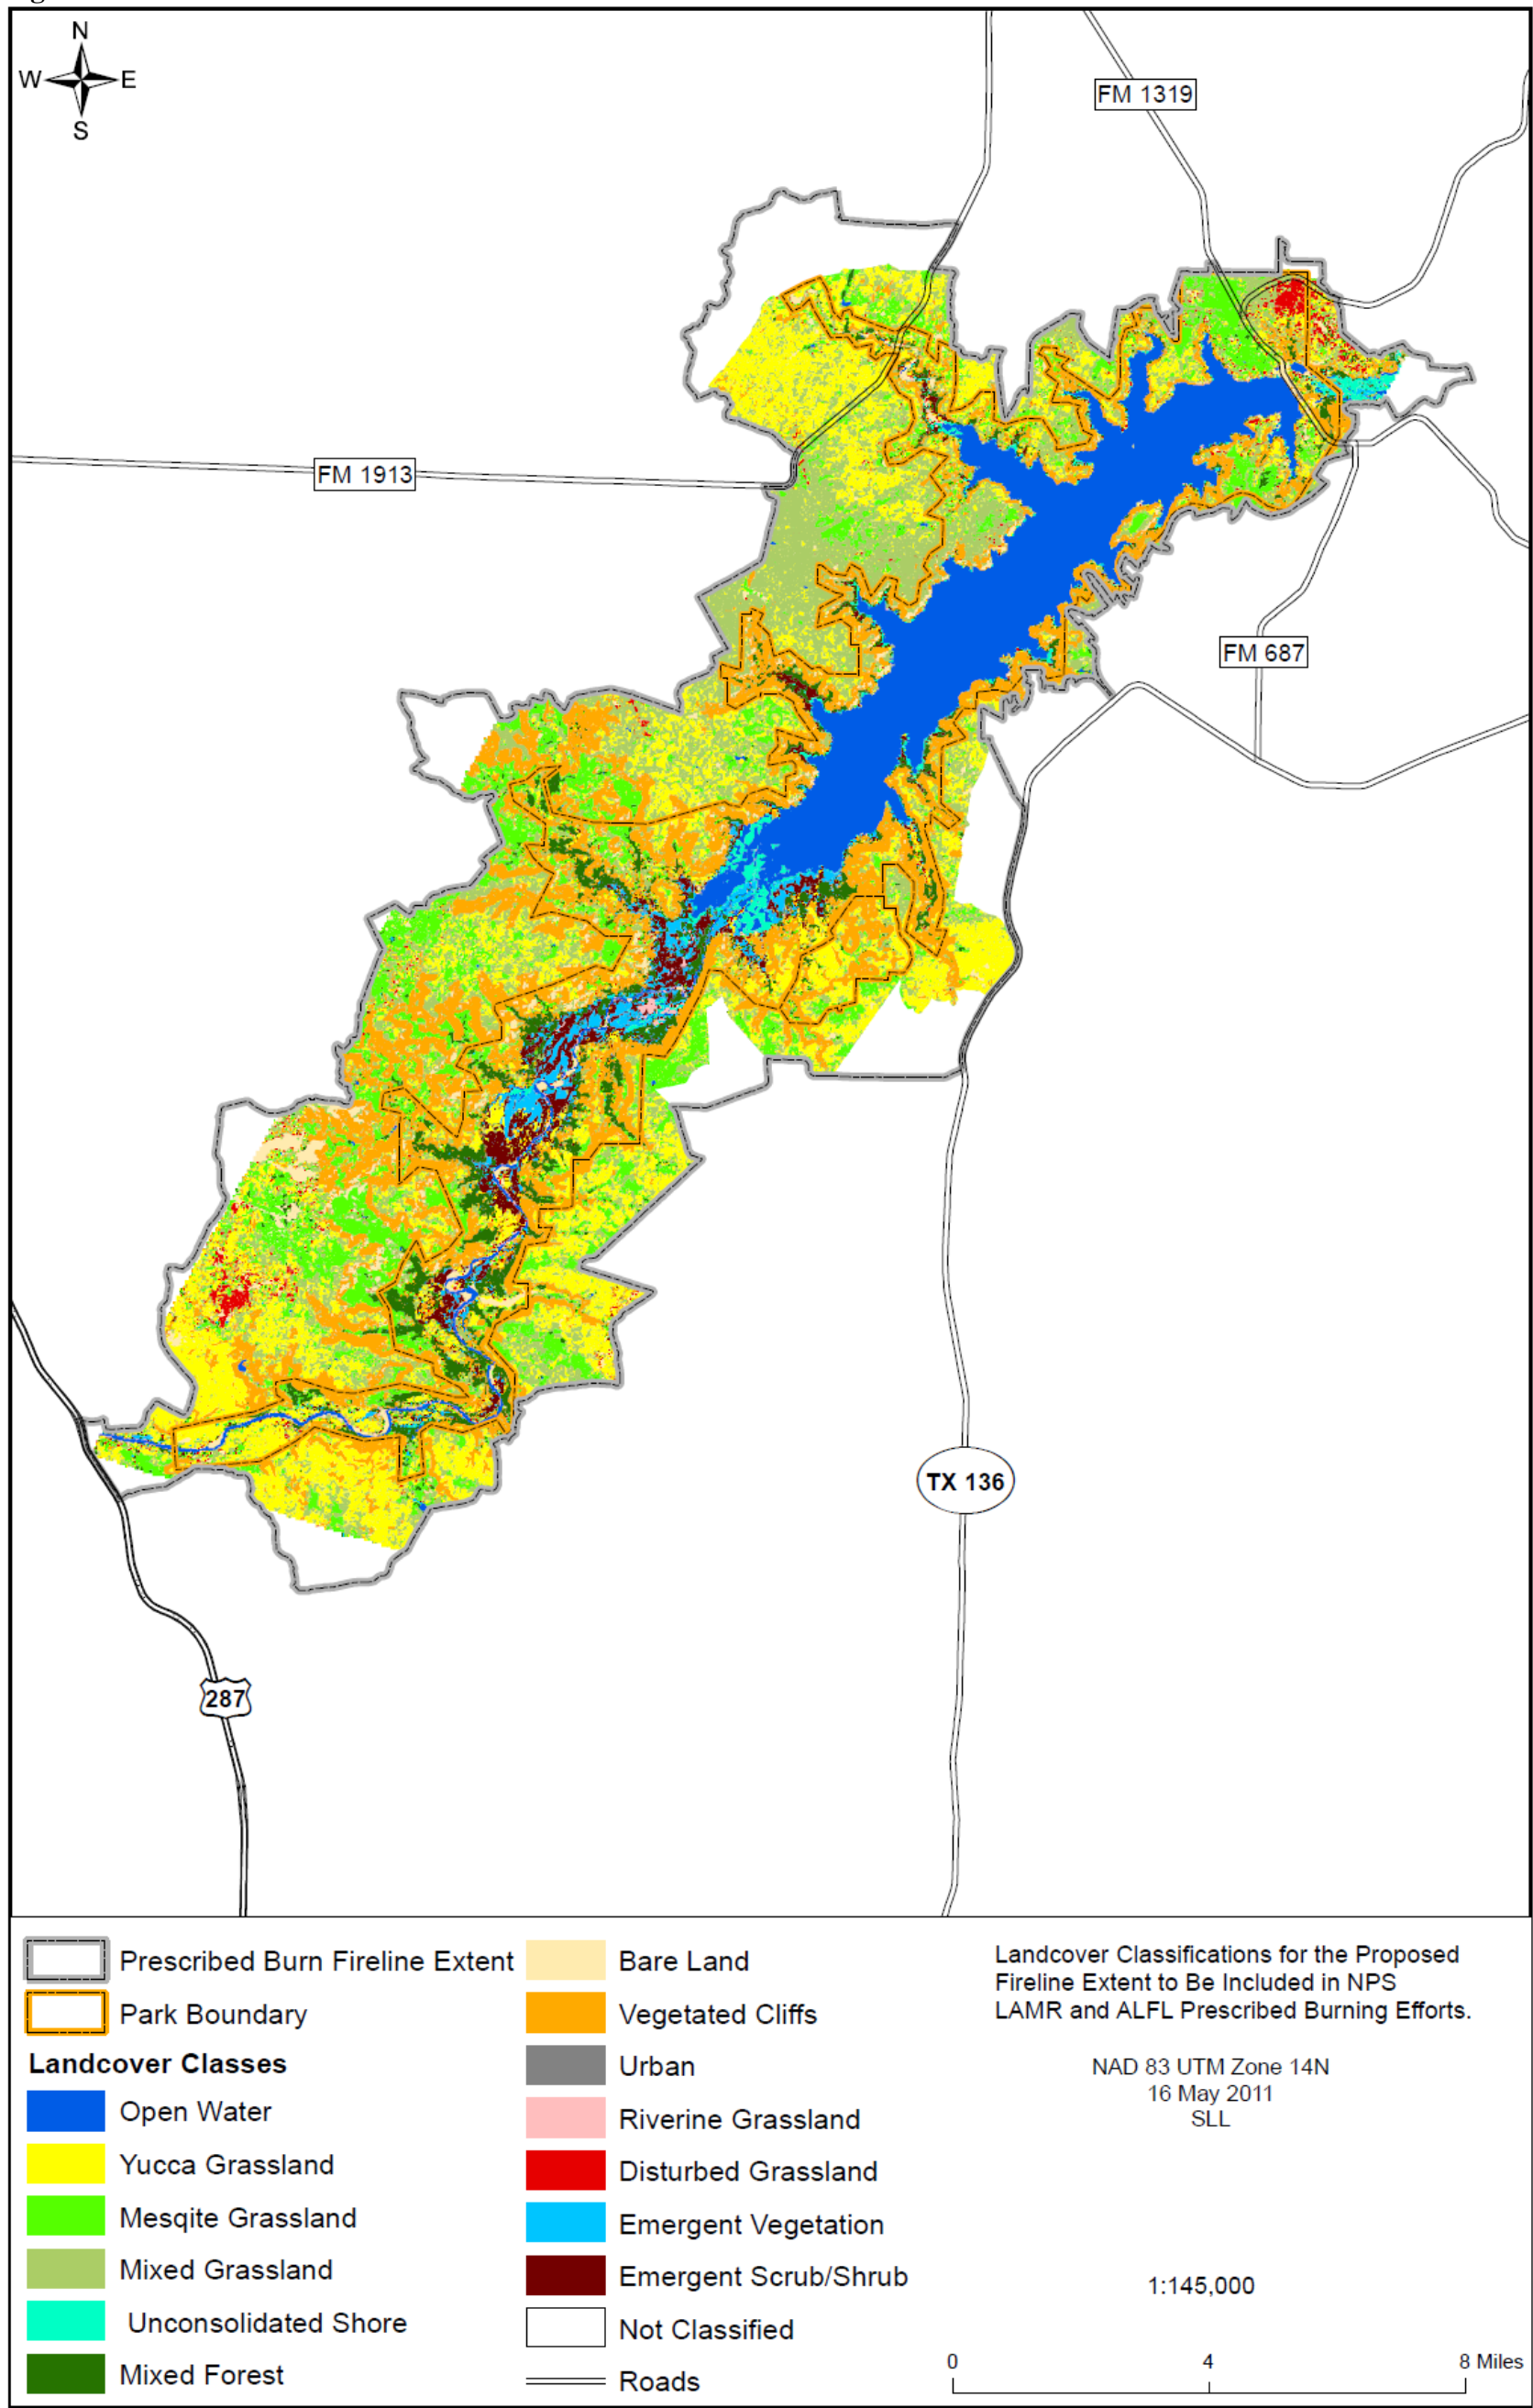 N
W E
S
FM 1319
FM 1913
FM 687
TX 136
287
Prescribed Burn Fireline Extent
Park Boundary
Landcover Classes
Open Water
Yucca Grassland
Mesqite Grassland
Mixed Grassland
Unconsolidated Shore
Mixed Forest
Bare Land
Vegetated Cliffs
Urban
Riverine Grassland
Disturbed Grassland
Emergent Vegetation
Emergent Scrub/Shrub
Not Classified
Roads
Landcover Classifications for the Proposed
Fireline Extent to Be Included in NPS
LAMR and ALFL Prescribed Burning Efforts.
NAD 83 UTM Zone 14N
16 May 2011
SLL
1:145,000
0 4 8 Miles